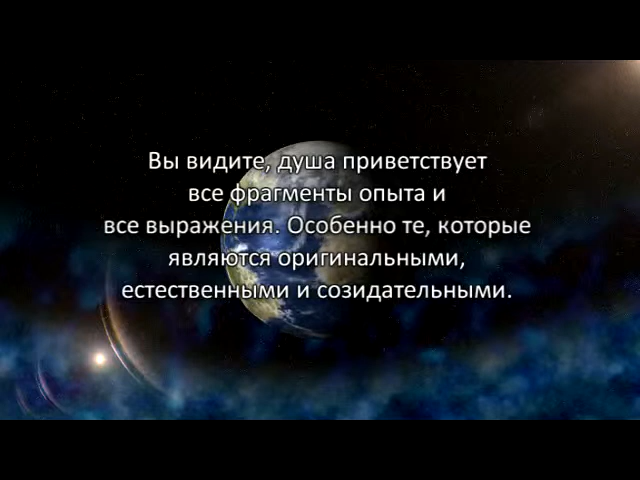 Вы видите, душа приветствует
все фрагменты опыта и
все выражения. Особенно те, которые
являются оригинальными,
естественными и созидательными.